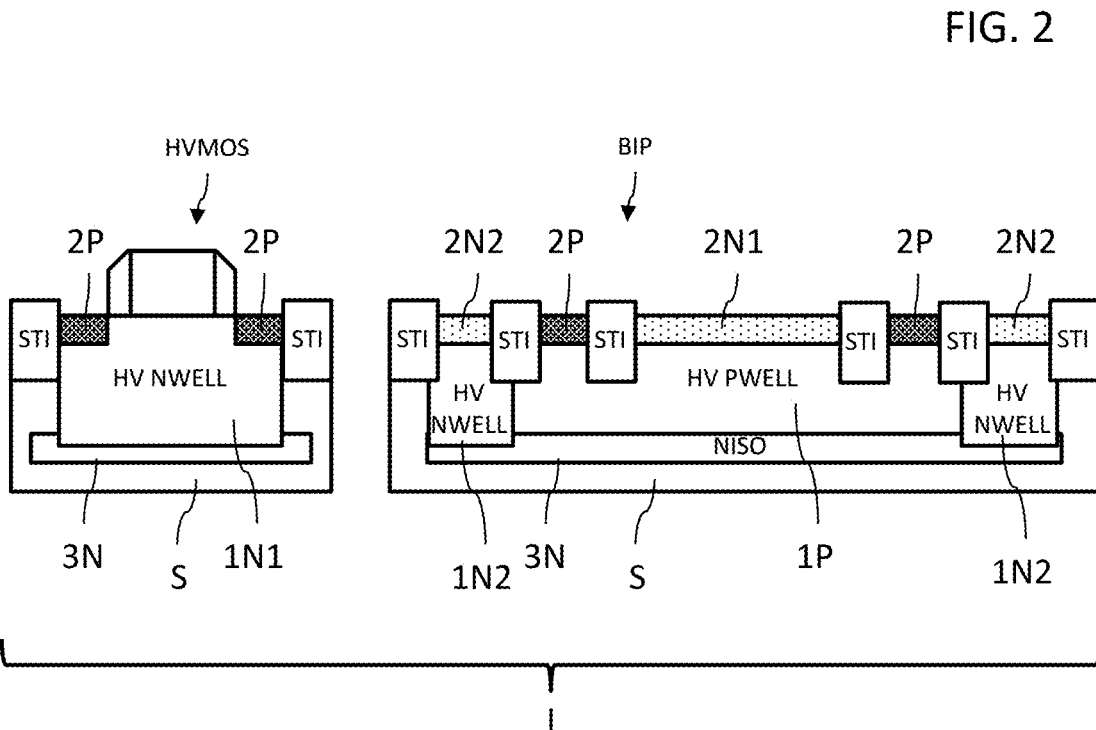 FIG. 2
HVMOS BIP
2P 2P 2N2 2P 2N1 2P 2N2
STI STI STI STI STI STI STI STI
HV NWELL HV NWELL HV PWELL HV NWELL
NISO
3N S 1N1 1N2 3N S 1P 1N2